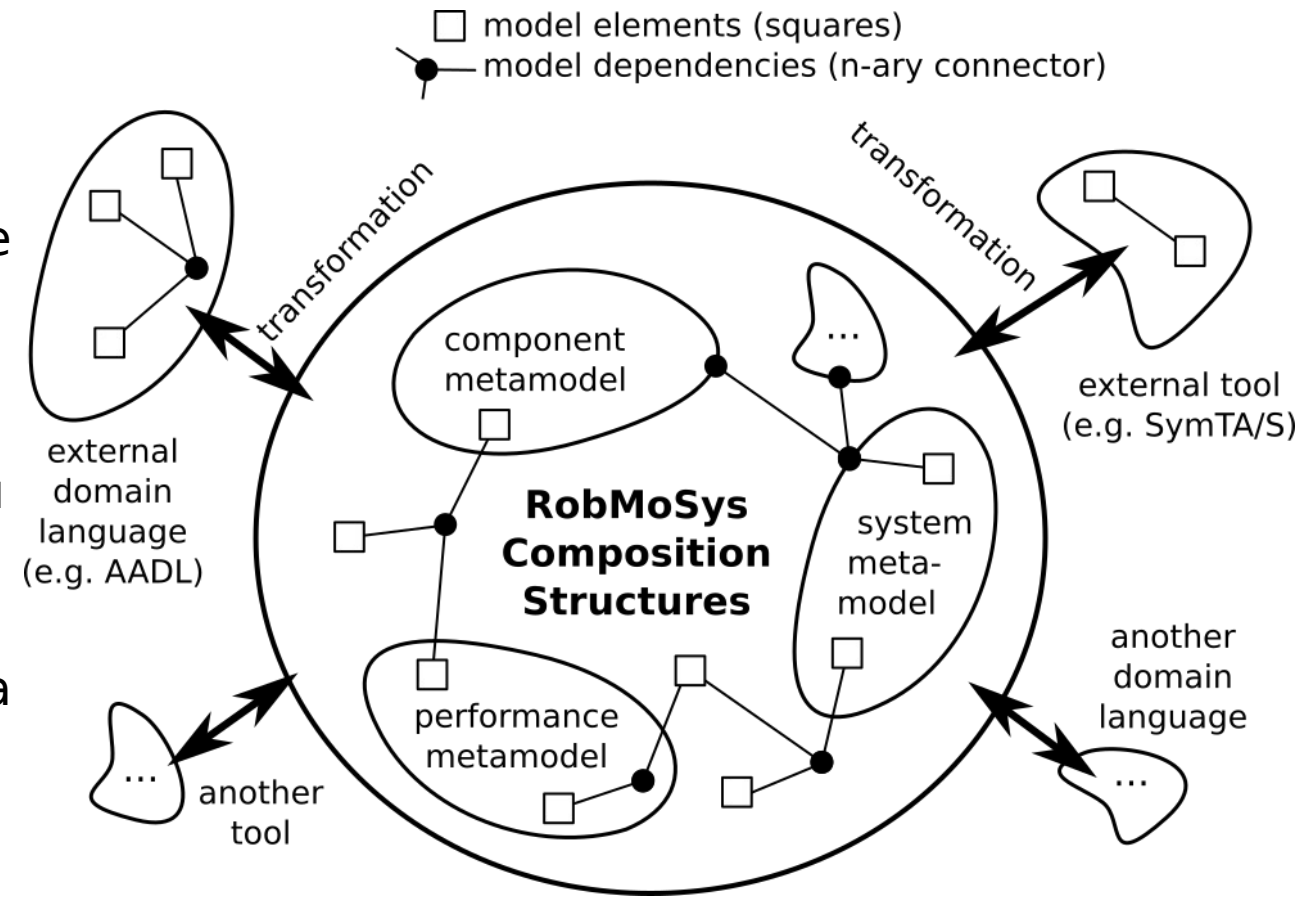 model elements (squares)
model dependencies (n-ary connector)
transformation
transformation
component
metamodel
...
external tool
(e.g. SymTA/S)
external
domain
language
(e.g. AADL)
RobMoSys
Composition
Structures
system
meta-
model
another
domain
language
...
performance
metamodel
...
another
tool
e
a